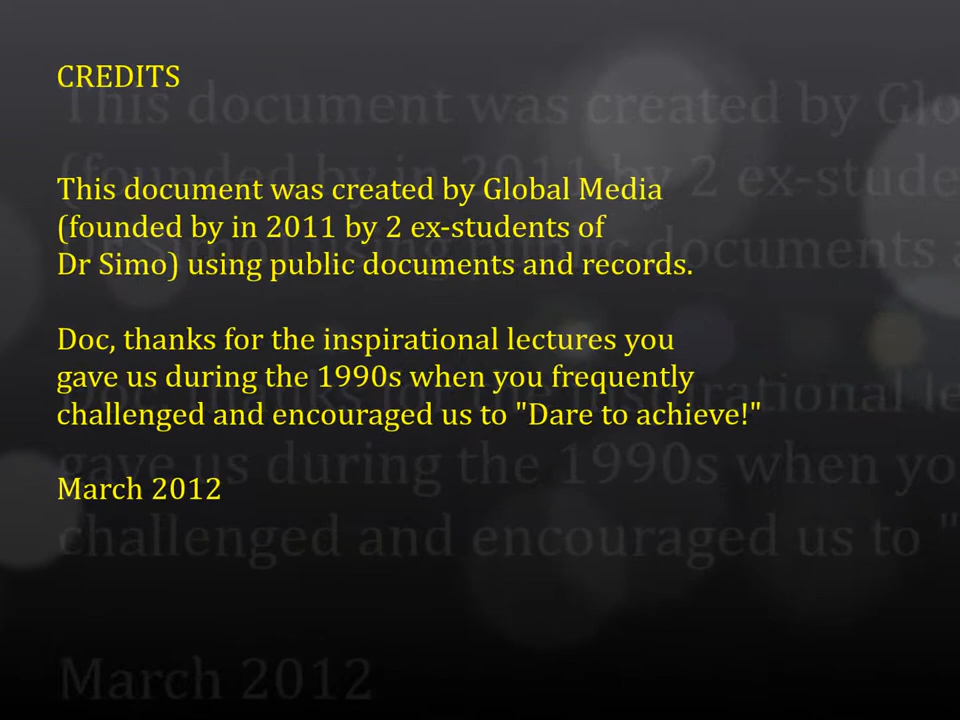 CREDITS
This document was created by Global Media
(founded by in 2011 by 2 ex-students of
Dr Simo) using public documents and records.
Doc, thanks for the inspirational lectures you
gave us during the 1990s when you frequently
challenged and encouraged us to "Dare to achieve!"
March 2012